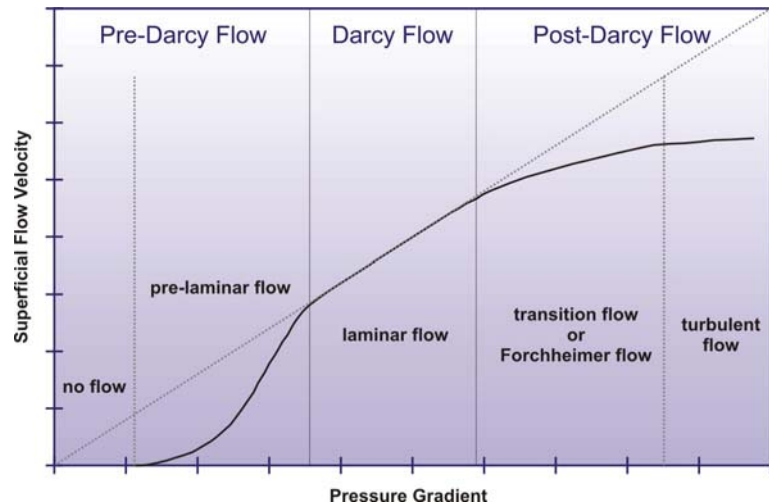 Pre-Darcy Flow
Darcy Flow
Post-Darcy Flow
Superficial Flow Velocity
pre-laminar flow
no flow
laminar flow
transition flow
or
Forchheimer flow
turbulent
flow
Pressure Gradient